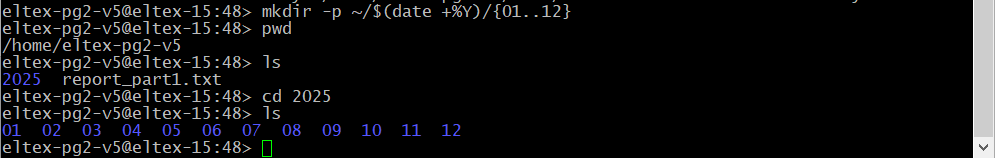 eltex-pg2-v5@eltex-15:48> mkdir -p ~/$(date +%Y)/{01..12}
eltex-pg2-v5@eltex-15:48> pwd
/home/eltex-pg2-v5
eltex-pg2-v5@eltex-15:48> ls
2025  report_part1.txt
eltex-pg2-v5@eltex-15:48> cd 2025
eltex-pg2-v5@eltex-15:48> ls
01  02  03  04  05  06  07  08  09  10  11  12
eltex-pg2-v5@eltex-15:48>